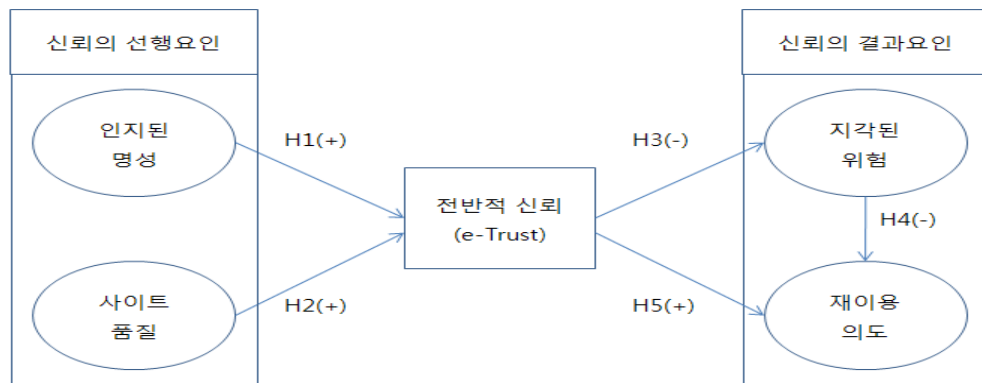 신뢰의 선행요인
신뢰의 결과요인
인지된
명성
H1(+)
H3(-)
지각된
위험
전반적 신뢰
(e-Trust)
H4(-)
사이트
품질
H2(+)
H5(+)
재이용
의도